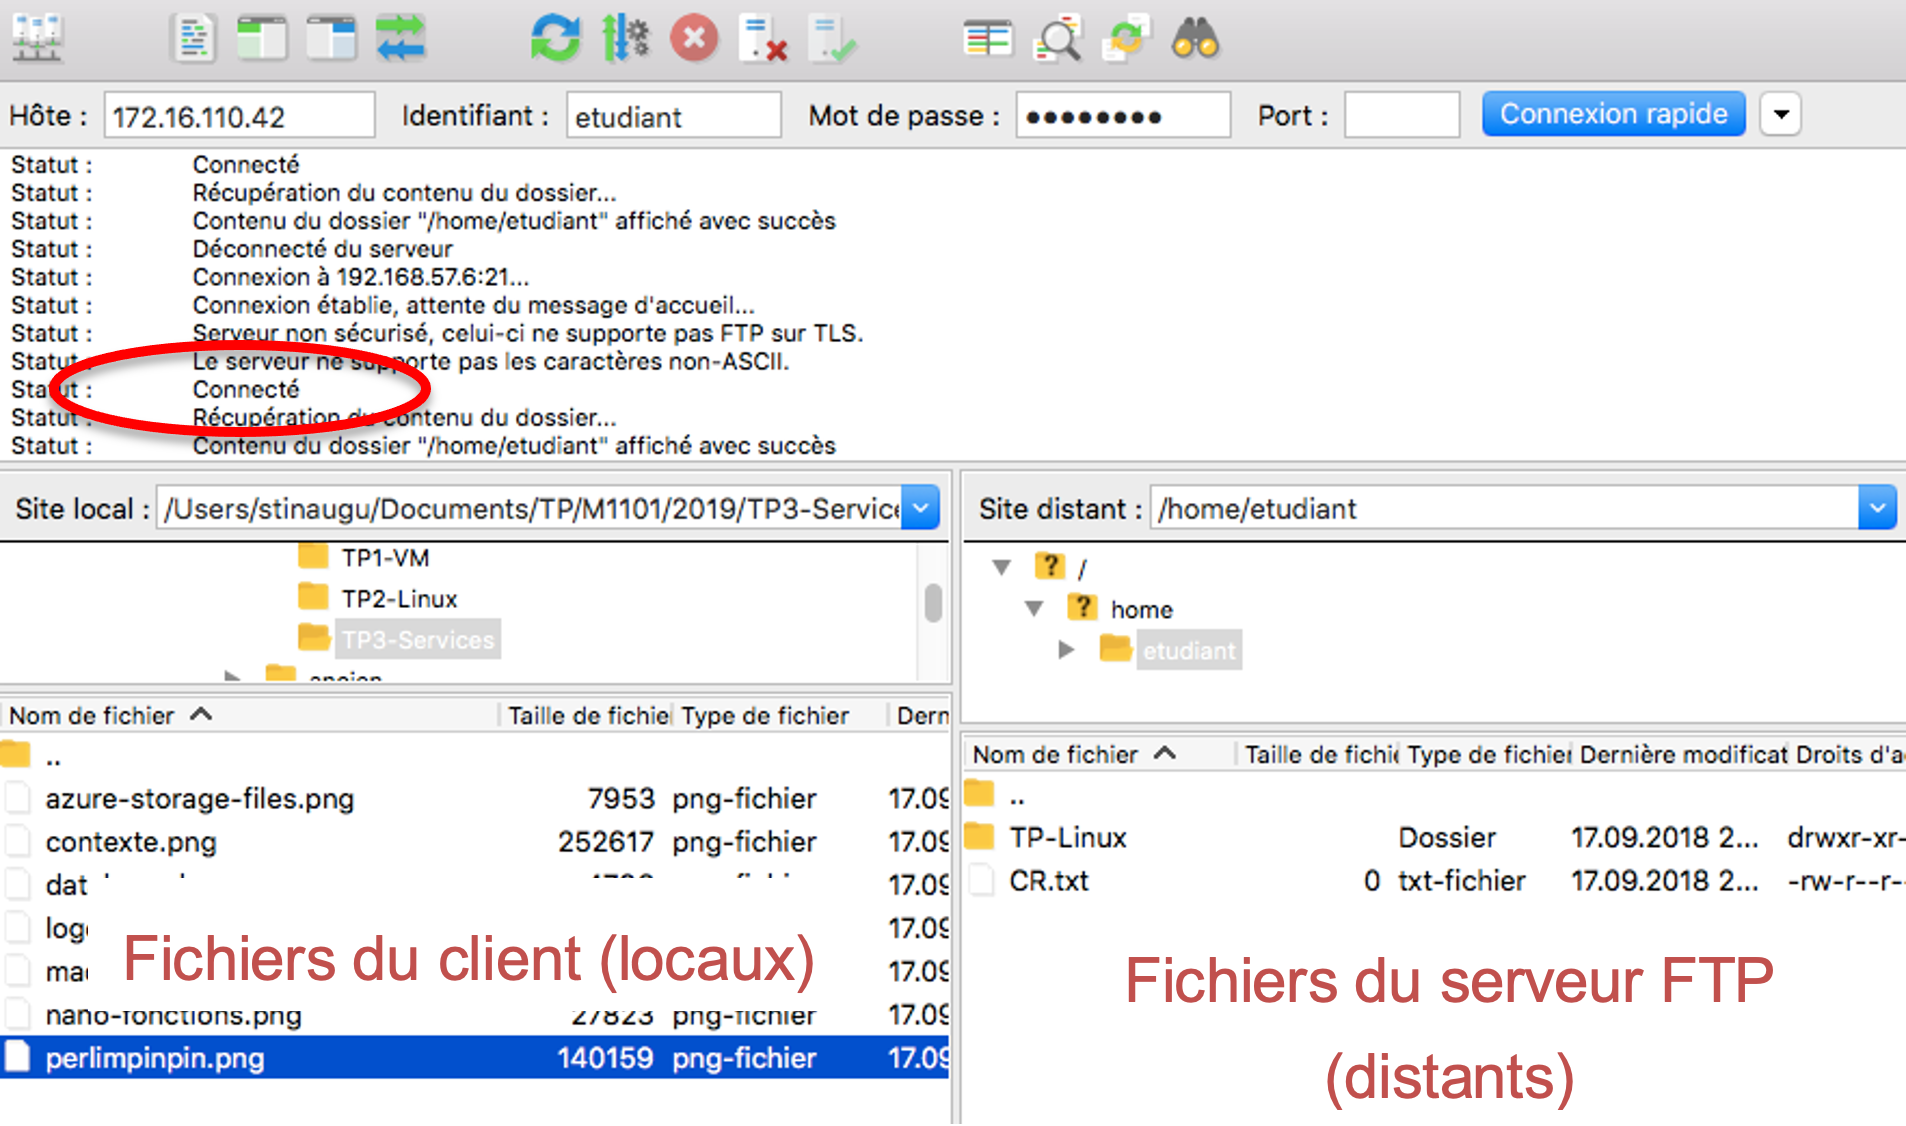 Hôte : 172.16.110.42 Identifiant : etudiant Mot de passe : ●●●●●●●● Port : Connexion rapide
Statut : Connecté
Statut : Récupération du contenu du dossier...
Statut : Contenu du dossier "/home/etudiant" affiché avec succès
Statut : Déconnecté du serveur
Statut : Connexion à 192.168.57.6:21...
Statut : Connexion établie, attente du message d'accueil...
Statut : Serveur non sécurisé, celui-ci ne supporte pas FTP sur TLS.
Statut : Le serveur ne supporte pas les caractères non-ASCII.
Statut : Connecté
Statut : Récupération du contenu du dossier...
Statut : Contenu du dossier "/home/etudiant" affiché avec succès
Site local : /Users/stinaugu/Documents/TP/M1101/2019/TP3-Service
TP1-VM
TP2-Linux
TP3-Services
Nom de fichier Taille de fichie Type de fichier Dern
..
azure-storage-files.png 7953 png-fichier 17.09
contexte.png 252617 png-fichier 17.09
dat 17.09
log 17.09
ma 17.09
nano-fonctions.png 27823 png-fichier 17.09
perlimpinpin.png 140159 png-fichier 17.09
Fichiers du client (locaux)
Site distant : /home/etudiant
/
home
etudiant
Nom de fichier Taille de fichi Type de fichier Dernière modificat Droits d'a
..
TP-Linux Dossier 17.09.2018 2... drwxr-xr-
CR.txt 0 txt-fichier 17.09.2018 2... -rw-r--r-
Fichiers du serveur FTP
(distants)